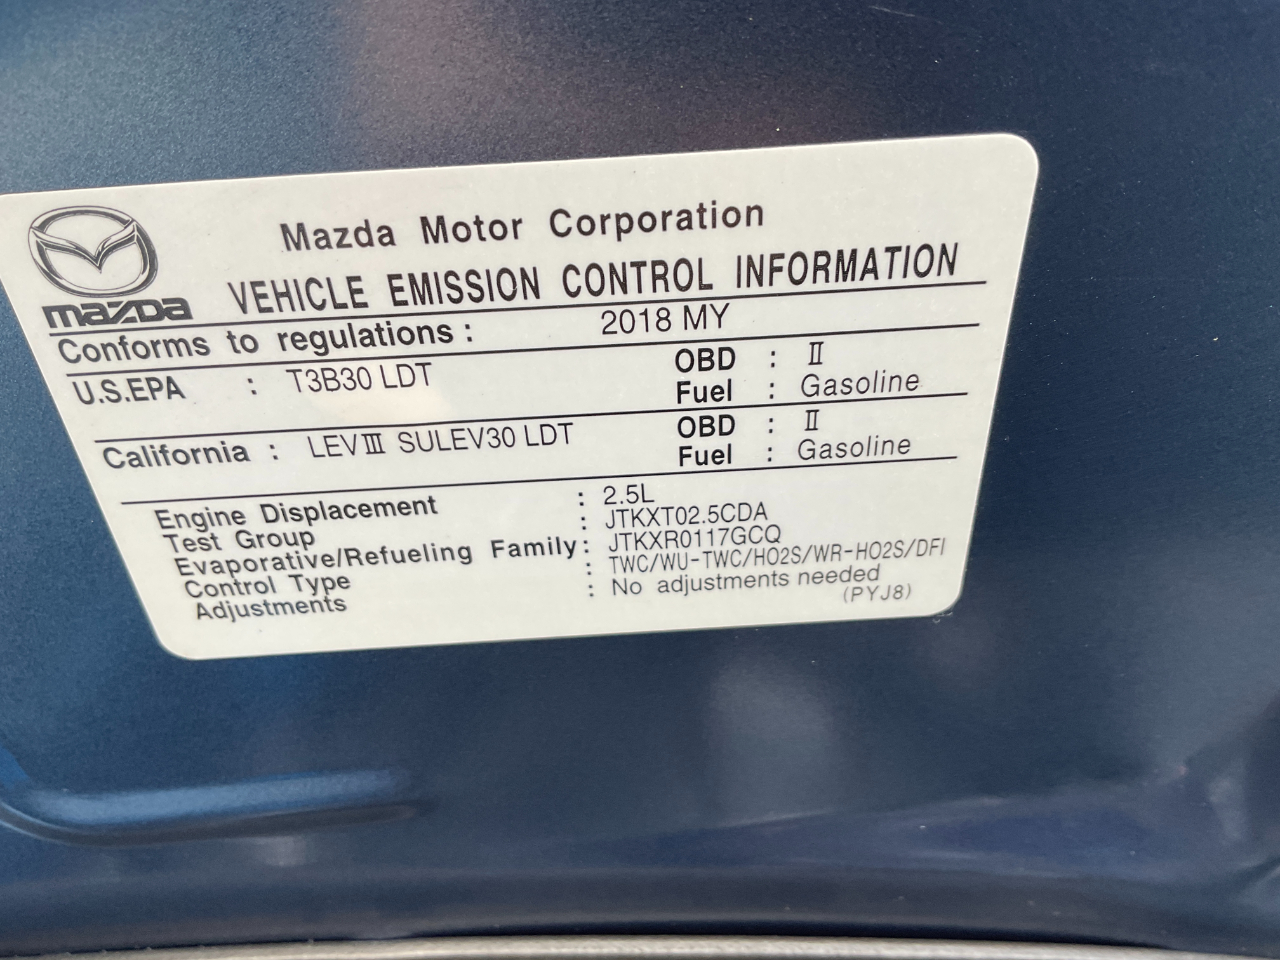 mazda
Mazda Motor Corporation
VEHICLE EMISSION CONTROL INFORMATION
Conforms to regulations : 2018 MY
U.S.EPA : T3B30 LDT OBD : Ⅱ
Fuel : Gasoline
California : LEVⅢ SULEV30 LDT OBD : Ⅱ
Fuel : Gasoline
Engine Displacement : 2.5L
Test Group : JTKXT02.5CDA
Evaporative/Refueling Family : JTKXR0117GCQ
Control Type : TWC/WU-TWC/HO2S/WR-HO2S/DFI
Adjustments : No adjustments needed
(PYJ8)